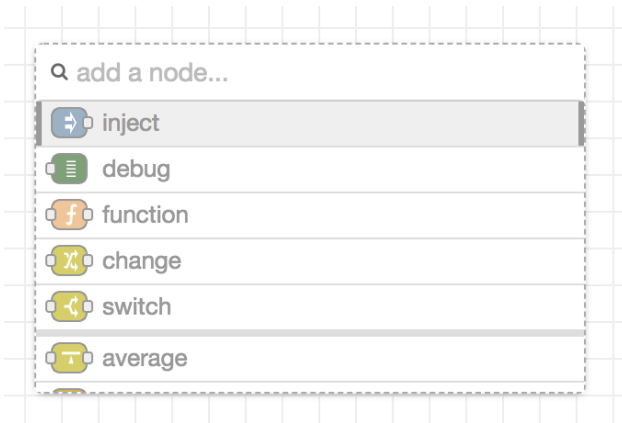 add a node...
inject
debug
function
change
switch
average